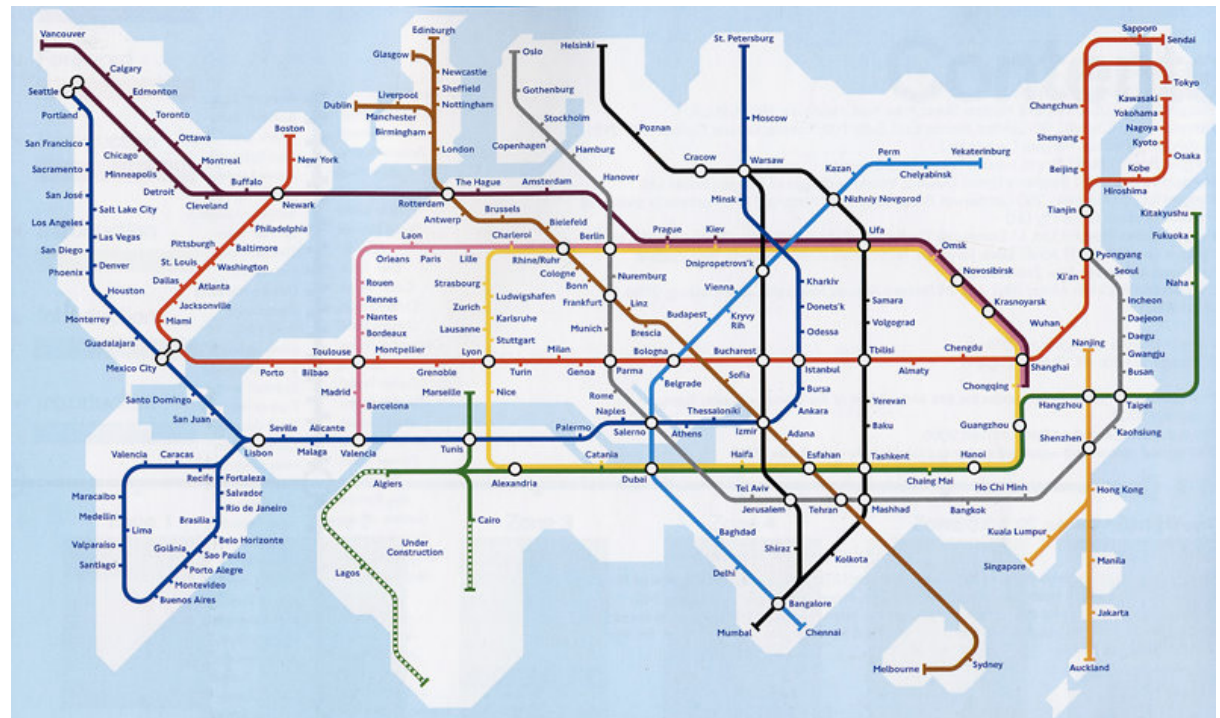 Vancouver
Calgary
Edmonton
Toronto
Ottawa
Montreal
Seattle
Portland
San Francisco
Sacramento
San José
Los Angeles
San Diego
Phoenix
Salt Lake City
Las Vegas
Denver
Houston
Monterrey
Guadalajara
Mexico City
Santo Domingo
San Juan
Chicago
Minneapolis
Detroit
Cleveland
Buffalo
Boston
New York
Newark
Philadelphia
Pittsburgh
Baltimore
St. Louis
Washington
Dallas
Atlanta
Jacksonville
Miami
Edinburgh
Glasgow
Newcastle
Sheffield
Nottingham
Liverpool
Dublin
Manchester
Birmingham
London
Rotterdam
The Hague
Amsterdam
Antwerp
Brussels
Bielefeld
Oslo
Gothenburg
Stockholm
Copenhagen
Hamburg
Hanover
Helsinki
Poznan
Cracow
Warsaw
St. Petersburg
Moscow
Minsk
Kazan
Perm
Yekaterinburg
Chelyabinsk
Nizhniy Novgorod
Laon
Orleans
Paris
Lille
Charleroi
Rhine/Ruhr
Berlin
Prague
Kiev
Ufa
Omsk
Novosibirsk
Krasnoyarsk
Rouen
Rennes
Nantes
Bordeaux
Toulouse
Montpellier
Madrid
Barcelona
Strasbourg
Ludwigshafen
Zurich
Karlsruhe
Lausanne
Stuttgart
Lyon
Nice
Cologne
Bonn
Frankfurt
Nuremburg
Munich
Linz
Brescia
Dnipropetrovs'k
Vienna
Budapest
Kryvy
Rih
Kharkiv
Donets'k
Odessa
Samara
Volgograd
Porto
Bilbao
Grenoble
Turin
Milan
Genoa
Parma
Bologna
Bucharest
Istanbul
Tbilisi
Almaty
Chengdu
Shanghai
Chongqing
Rome
Belgrade
Sofia
Bursa
Ankara
Yerevan
Baku
Naples
Salerno
Athens
Thessaloniki
Izmir
Adana
Palermo
Marseille
Tunis
Lisbon
Seville
Malaga
Alicante
Valencia
Valencia
Caracas
Recife
Fortaleza
Salvador
Rio de Janeiro
Brasilia
Belo Horizonte
Sao Paulo
Goiânia
Porto Alegre
Montevideo
Buenos Aires
Maracaibo
Medellin
Lima
Valparaiso
Santiago
Algiers
Cairo
Lagos
Under
Construction
Alexandria
Catania
Dubai
Haifa
Esfahan
Tashkent
Chaing Mai
Hanoi
Guangzhou
Tel Aviv
Jerusalem
Tehran
Mashhad
Bangkok
Ho Chi Minh
Baghdad
Delhi
Shiraz
Kolkota
Bangalore
Mumbai
Chennai
Melbourne
Sydney
Sapporo
Sendai
Tokyo
Kawasaki
Yokohama
Nagoya
Kyoto
Osaka
Kobe
Hiroshima
Changchun
Shenyang
Beijing
Tianjin
Pyongyang
Xi'an
Wuhan
Seoul
Incheon
Daejeon
Daegu
Gwangju
Busan
Taipei
Kaohsiung
Kitakyushu
Fukuoka
Naha
Nanjing
Hangzhou
Shenzhen
Hong Kong
Kuala Lumpur
Singapore
Manila
Jakarta
Auckland